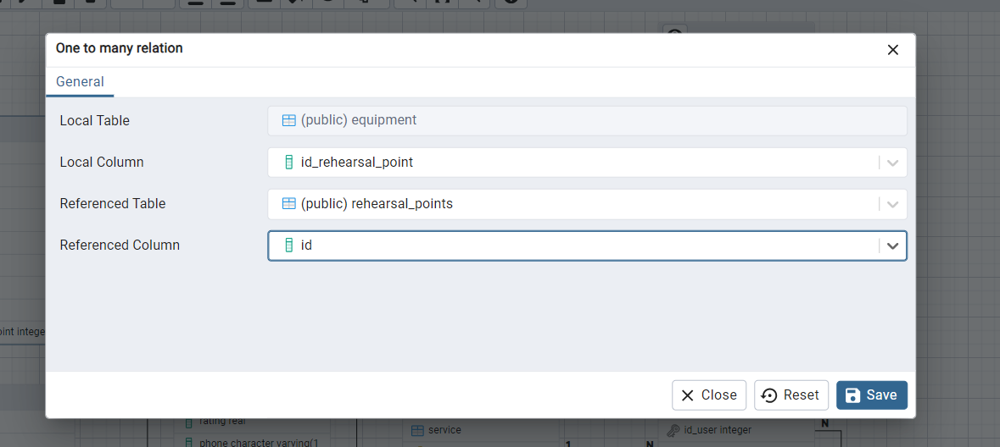 One to many relation
General
Local Table
(public) equipment
Local Column
id_rehearsal_point
Referenced Table
(public) rehearsal_points
Referenced Column
id
oint intege
Close
Reset
Save
rating real
phone character varying(1
service
1
N
id_user integer
N